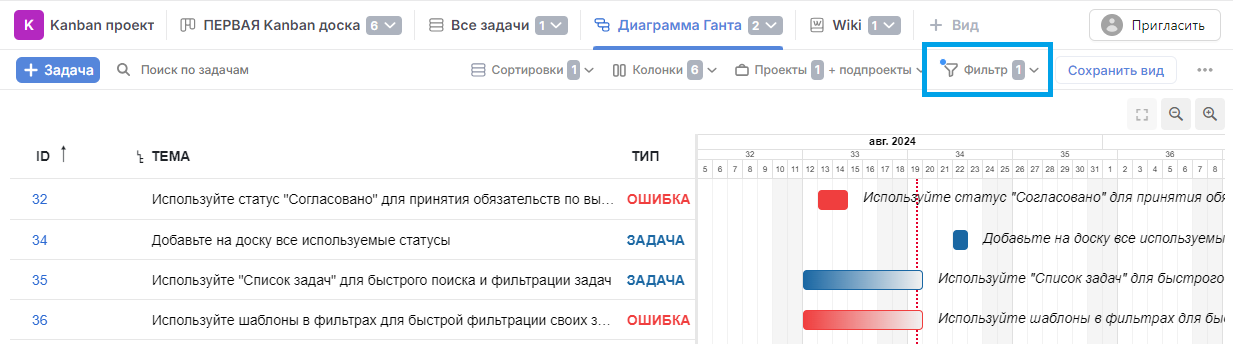 K Kanban проект ПЕРВАЯ Kanban доска 6 Все задачи 1 Диаграмма Ганта 2 Wiki 1 + Вид Пригласить
+ Задача Поиск по задачам Сортировки 1 Колонки 6 Проекты 1 + подпроекты Фильтр 1 Сохранить вид ...
авг. 2024
32 33 34 35 36
ID ТЕМА ТИП
5 6 7 8 9 10 11 12 13 14 15 16 17 18 19 20 21 22 23 24 25 26 27 28 29 30 31 1 2 3 4 5 6 7 8
32 Используйте статус "Согласовано" для принятия обязательств по вы... ОШИБКА Используйте статус "Согласовано" для принятия обя
34 Добавьте на доску все используемые статусы ЗАДАЧА Добавьте на доску все используемы
35 Используйте "Список задач" для быстрого поиска и фильтрации задач ЗАДАЧА Используйте "Список задач" для быстрого
36 Используйте шаблоны в фильтрах для быстрой фильтрации своих з... ОШИБКА Используйте шаблоны в фильтрах для бы